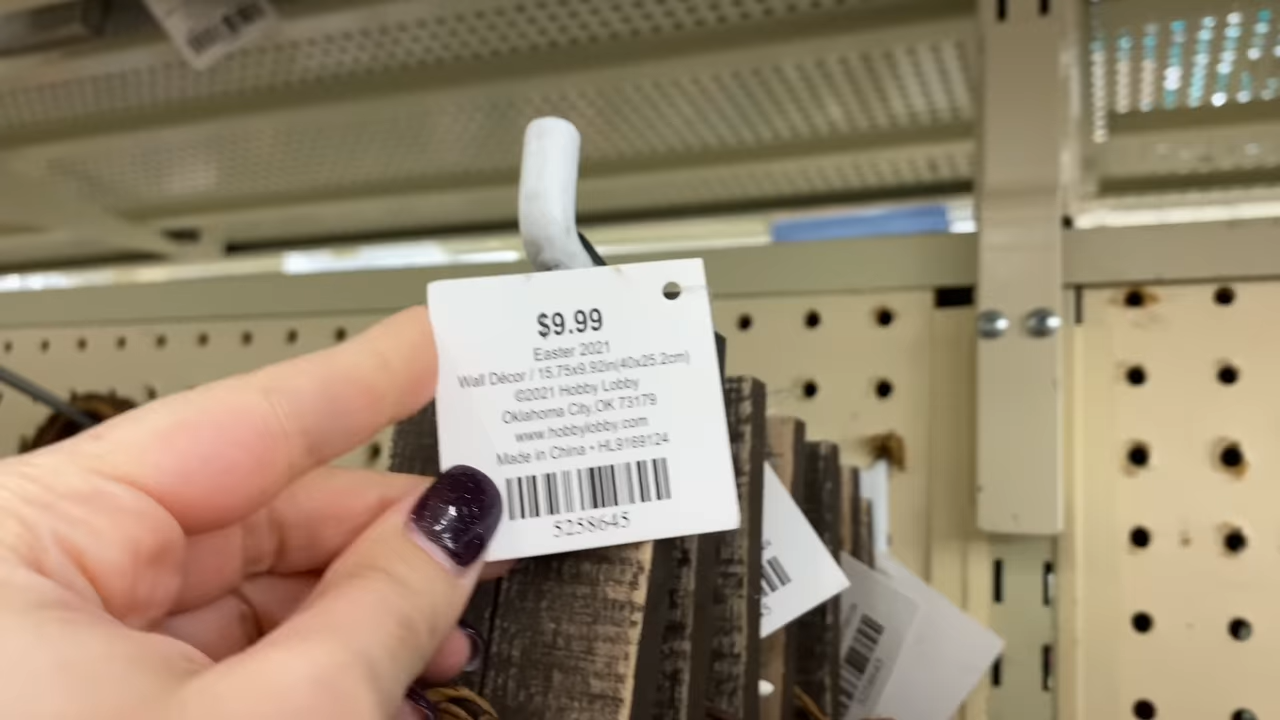 $9.99
Easter 2021
Wall Décor / 15.75x9.92in(40x25.2cm)
©2021 Hobby Lobby
Oklahoma City, OK 73179
www.hobbylobby.com
Made in China • HL9169124
5258645